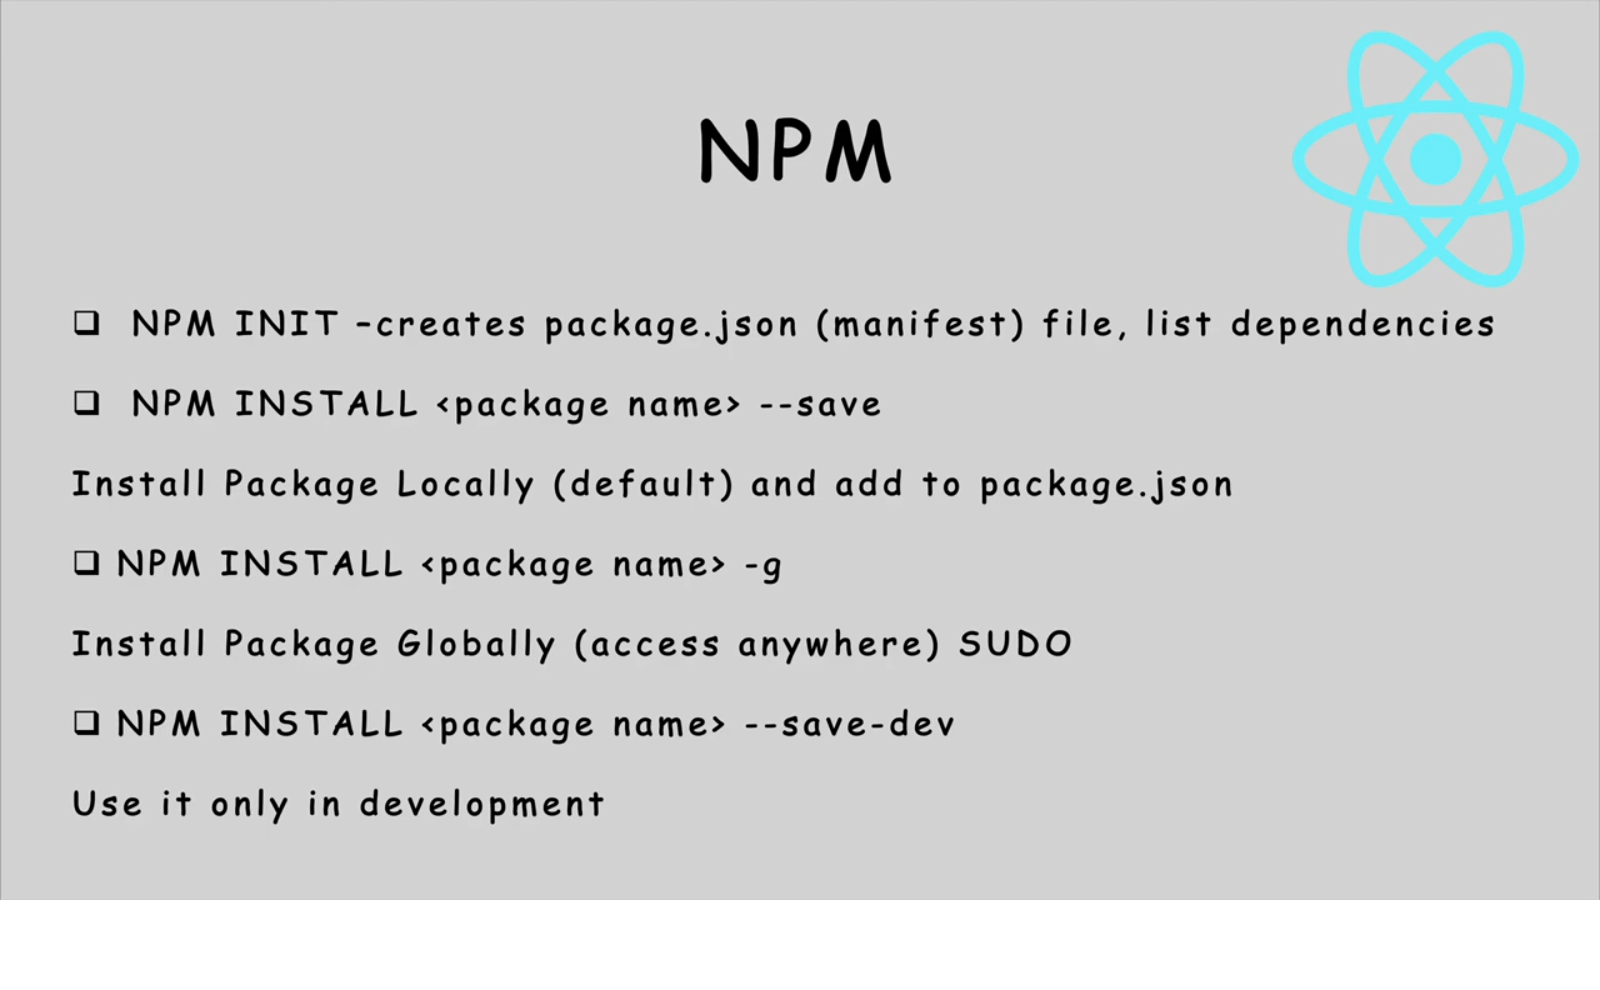 NPM
❑ NPM INIT -creates package.json (manifest) file, list dependencies
❑ NPM INSTALL <package name> --save
Install Package Locally (default) and add to package.json
❑ NPM INSTALL <package name> -g
Install Package Globally (access anywhere) SUDO
❑ NPM INSTALL <package name> --save-dev
Use it only in development